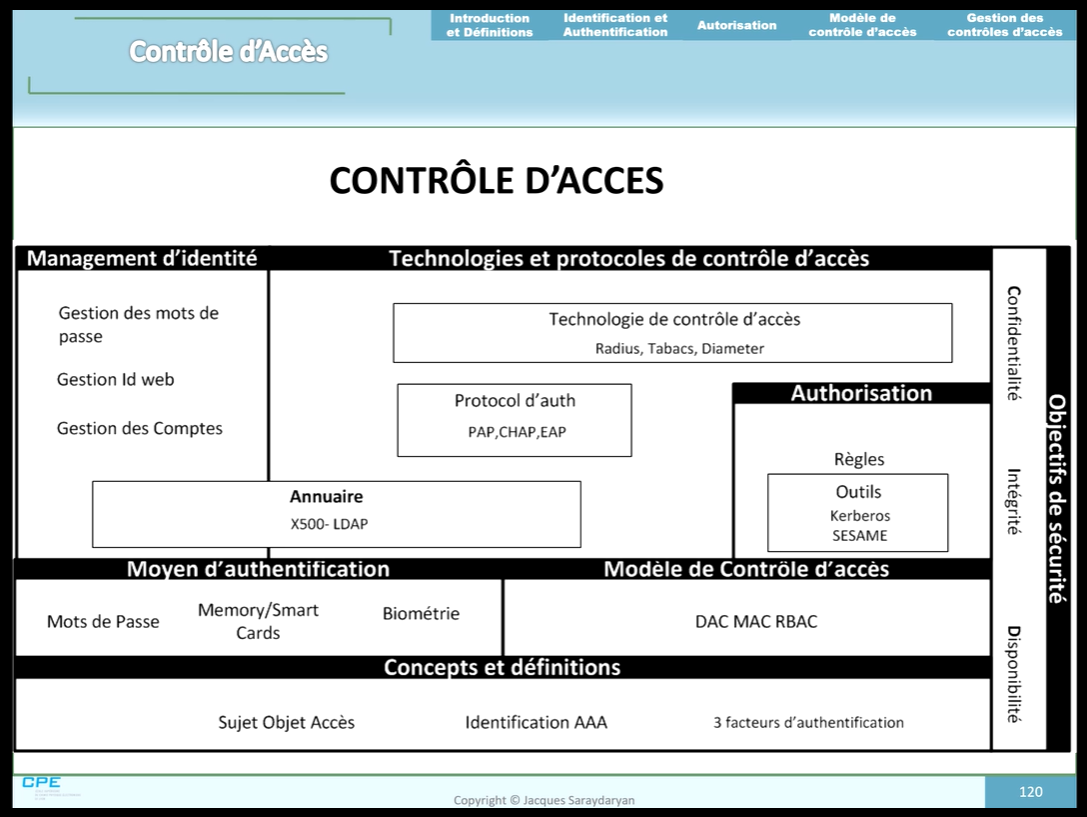 Contrôle d'Accès
Introduction
et Définitions
Identification et
Authentification
Autorisation
Modèle de
contrôle d'accès
Gestion des
contrôles d'accès
CONTRÔLE D'ACCES
Management d'identité
Technologies et protocoles de contrôle d'accès
Gestion des mots de
passe
Gestion Id web
Gestion des Comptes
Technologie de contrôle d'accès
Radius, Tabacs, Diameter
Protocol d'auth
PAP,CHAP,EAP
Authorisation
Règles
Outils
Kerberos
SESAME
Annuaire
X500- LDAP
Moyen d'authentification
Modèle de Contrôle d'accès
Mots de Passe
Memory/Smart
Cards
Biométrie
DAC MAC RBAC
Concepts et définitions
Sujet Objet Accès
Identification AAA
3 facteurs d'authentification
Confidentialité
Intégrité
Disponibilité
Objectifs de sécurité
CPE
Copyright © Jacques Saraydaryan
120